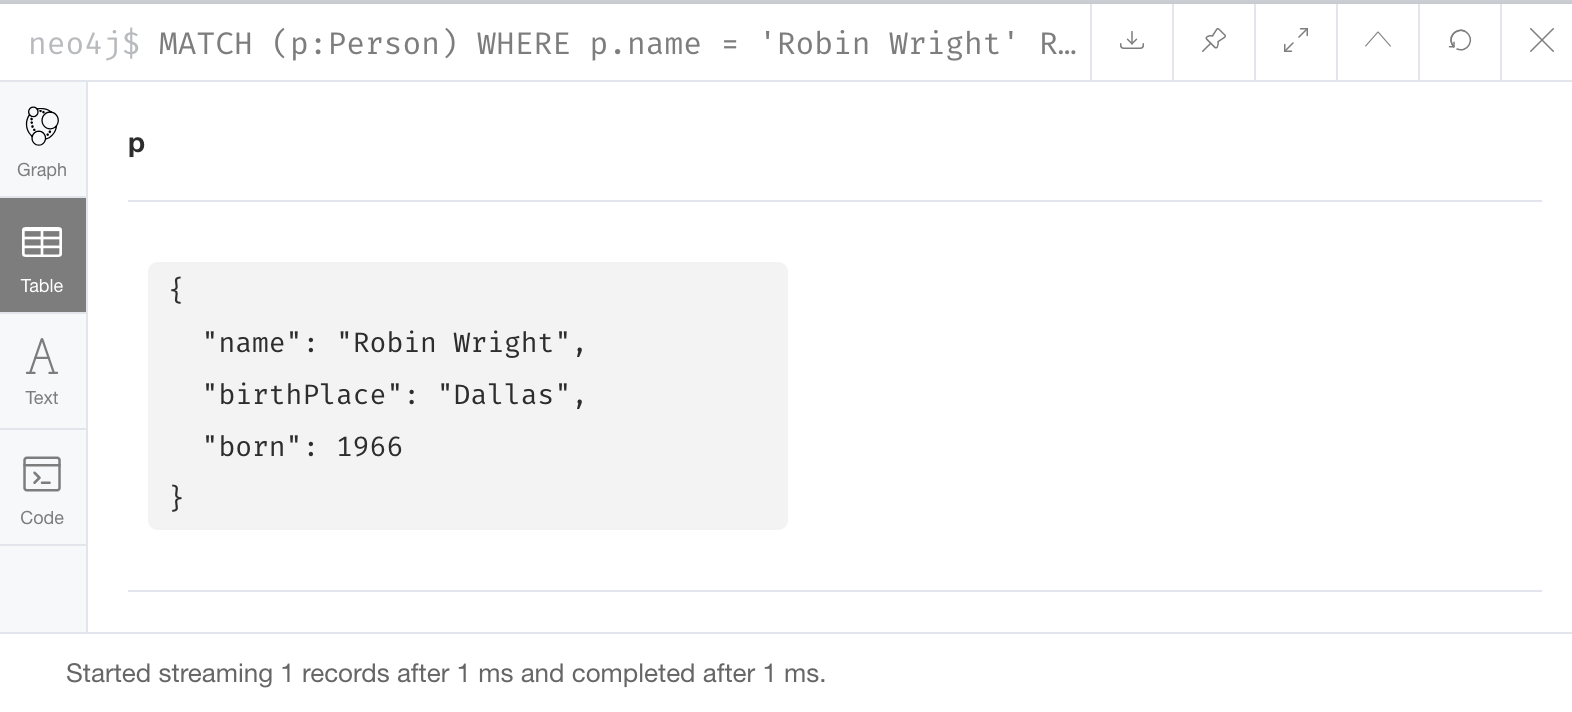 neo4j$ MATCH (p:Person) WHERE p.name = 'Robin Wright' R…
Graph
p
Table
{
"name": "Robin Wright",
"birthPlace": "Dallas",
"born": 1966
}
Text
Code
Started streaming 1 records after 1 ms and completed after 1 ms.